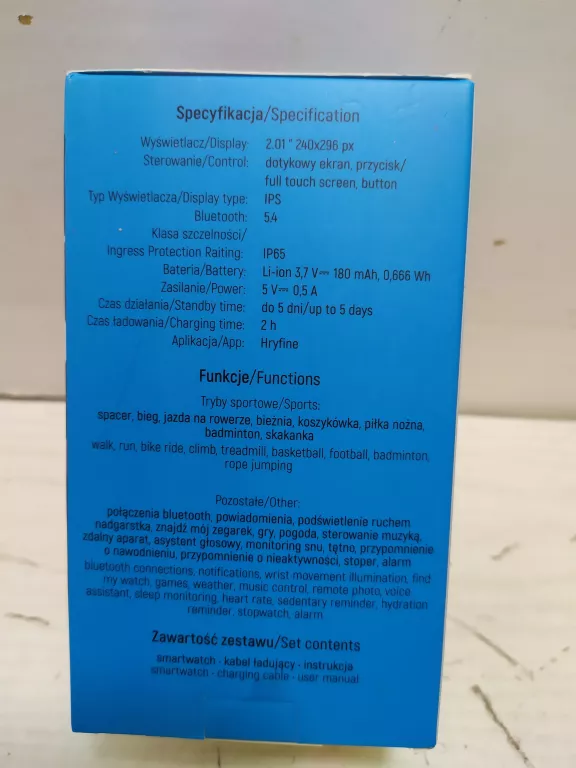 Specyfikacja/Specification
Wyświetlacz/Display: 2.01 " 240x296 px
Sterowanie/Control: dotykowy ekran, przycisk/
full touch screen, button
Typ Wyświetlacza/Display type: IPS
Bluetooth: 5.4
Klasa szczelności/
Ingress Protection Raiting: IP65
Bateria/Battery: Li-ion 3,7 V⎓ 180 mAh, 0,666 Wh
Zasilanie/Power: 5 V⎓ 0,5 A
Czas działania/Standby time: do 5 dni/up to 5 days
Czas ładowania/Charging time: 2 h
Aplikacja/App: Hryfine
Funkcje/Functions
Tryby sportowe/Sports:
spacer, bieg, jazda na rowerze, bieżnia, koszykówka, piłka nożna,
badminton, skakanka
walk, run, bike ride, climb, treadmill, basketball, football, badminton,
rope jumping
Pozostałe/Other:
połączenia bluetooth, powiadomienia, podświetlenie ruchem
nadgarstka, znajdź mój zegarek, gry, pogoda, sterowanie muzyką,
zdalny aparat, asystent głosowy, monitoring snu, tętno, przypomnienie
o nawodnieniu, przypomnienie o nieaktywności, stoper, alarm
bluetooth connections, notifications, wrist movement illumination, find
my watch, games, weather, music control, remote photo, voice
assistant, sleep monitoring, heart rate, sedentary reminder, hydration
reminder, stopwatch, alarm
Zawartość zestawu/Set contents
smartwatch - kabel ładujący - instrukcja
smartwatch - charging cable - user manual